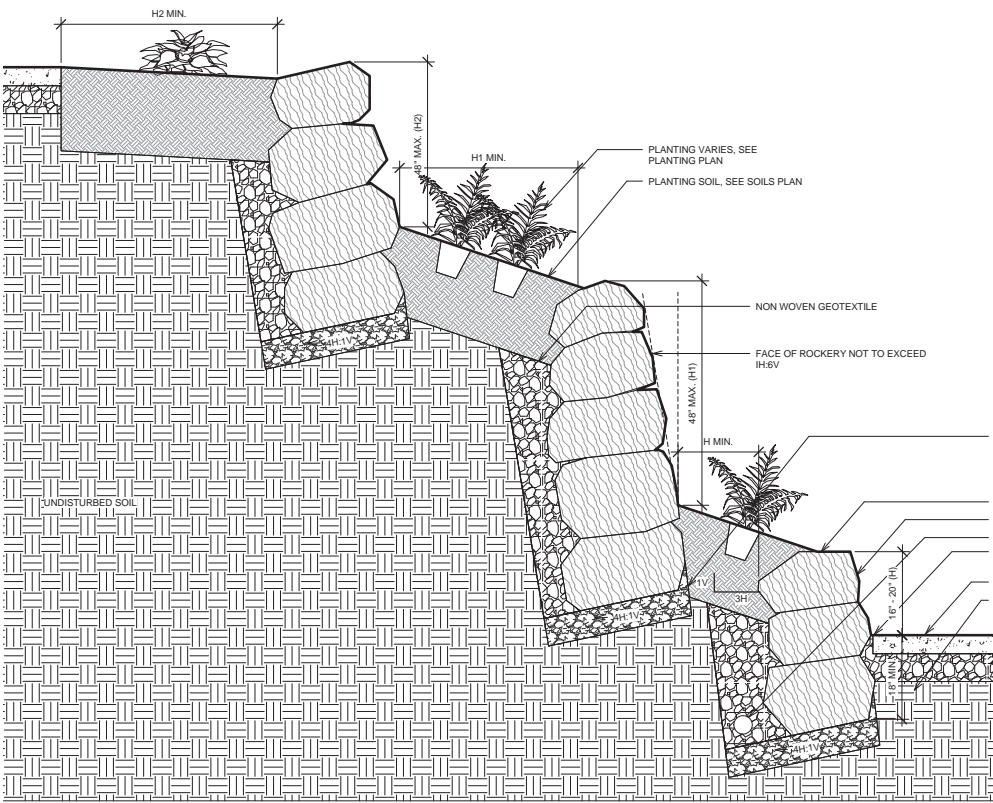 H2 MIN.
48" MAX. (H2)
H1 MIN.
PLANTING VARIES, SEE
PLANTING PLAN
PLANTING SOIL, SEE SOILS PLAN
NON WOVEN GEOTEXTILE
4H:1V
FACE OF ROCKERY NOT TO EXCEED
IH:6V
48" MAX. (H1)
H MIN.
UNDISTURBED SOIL
1V
3H
16" - 20" (H)
4H:1V
18" MIN.
4H:1V